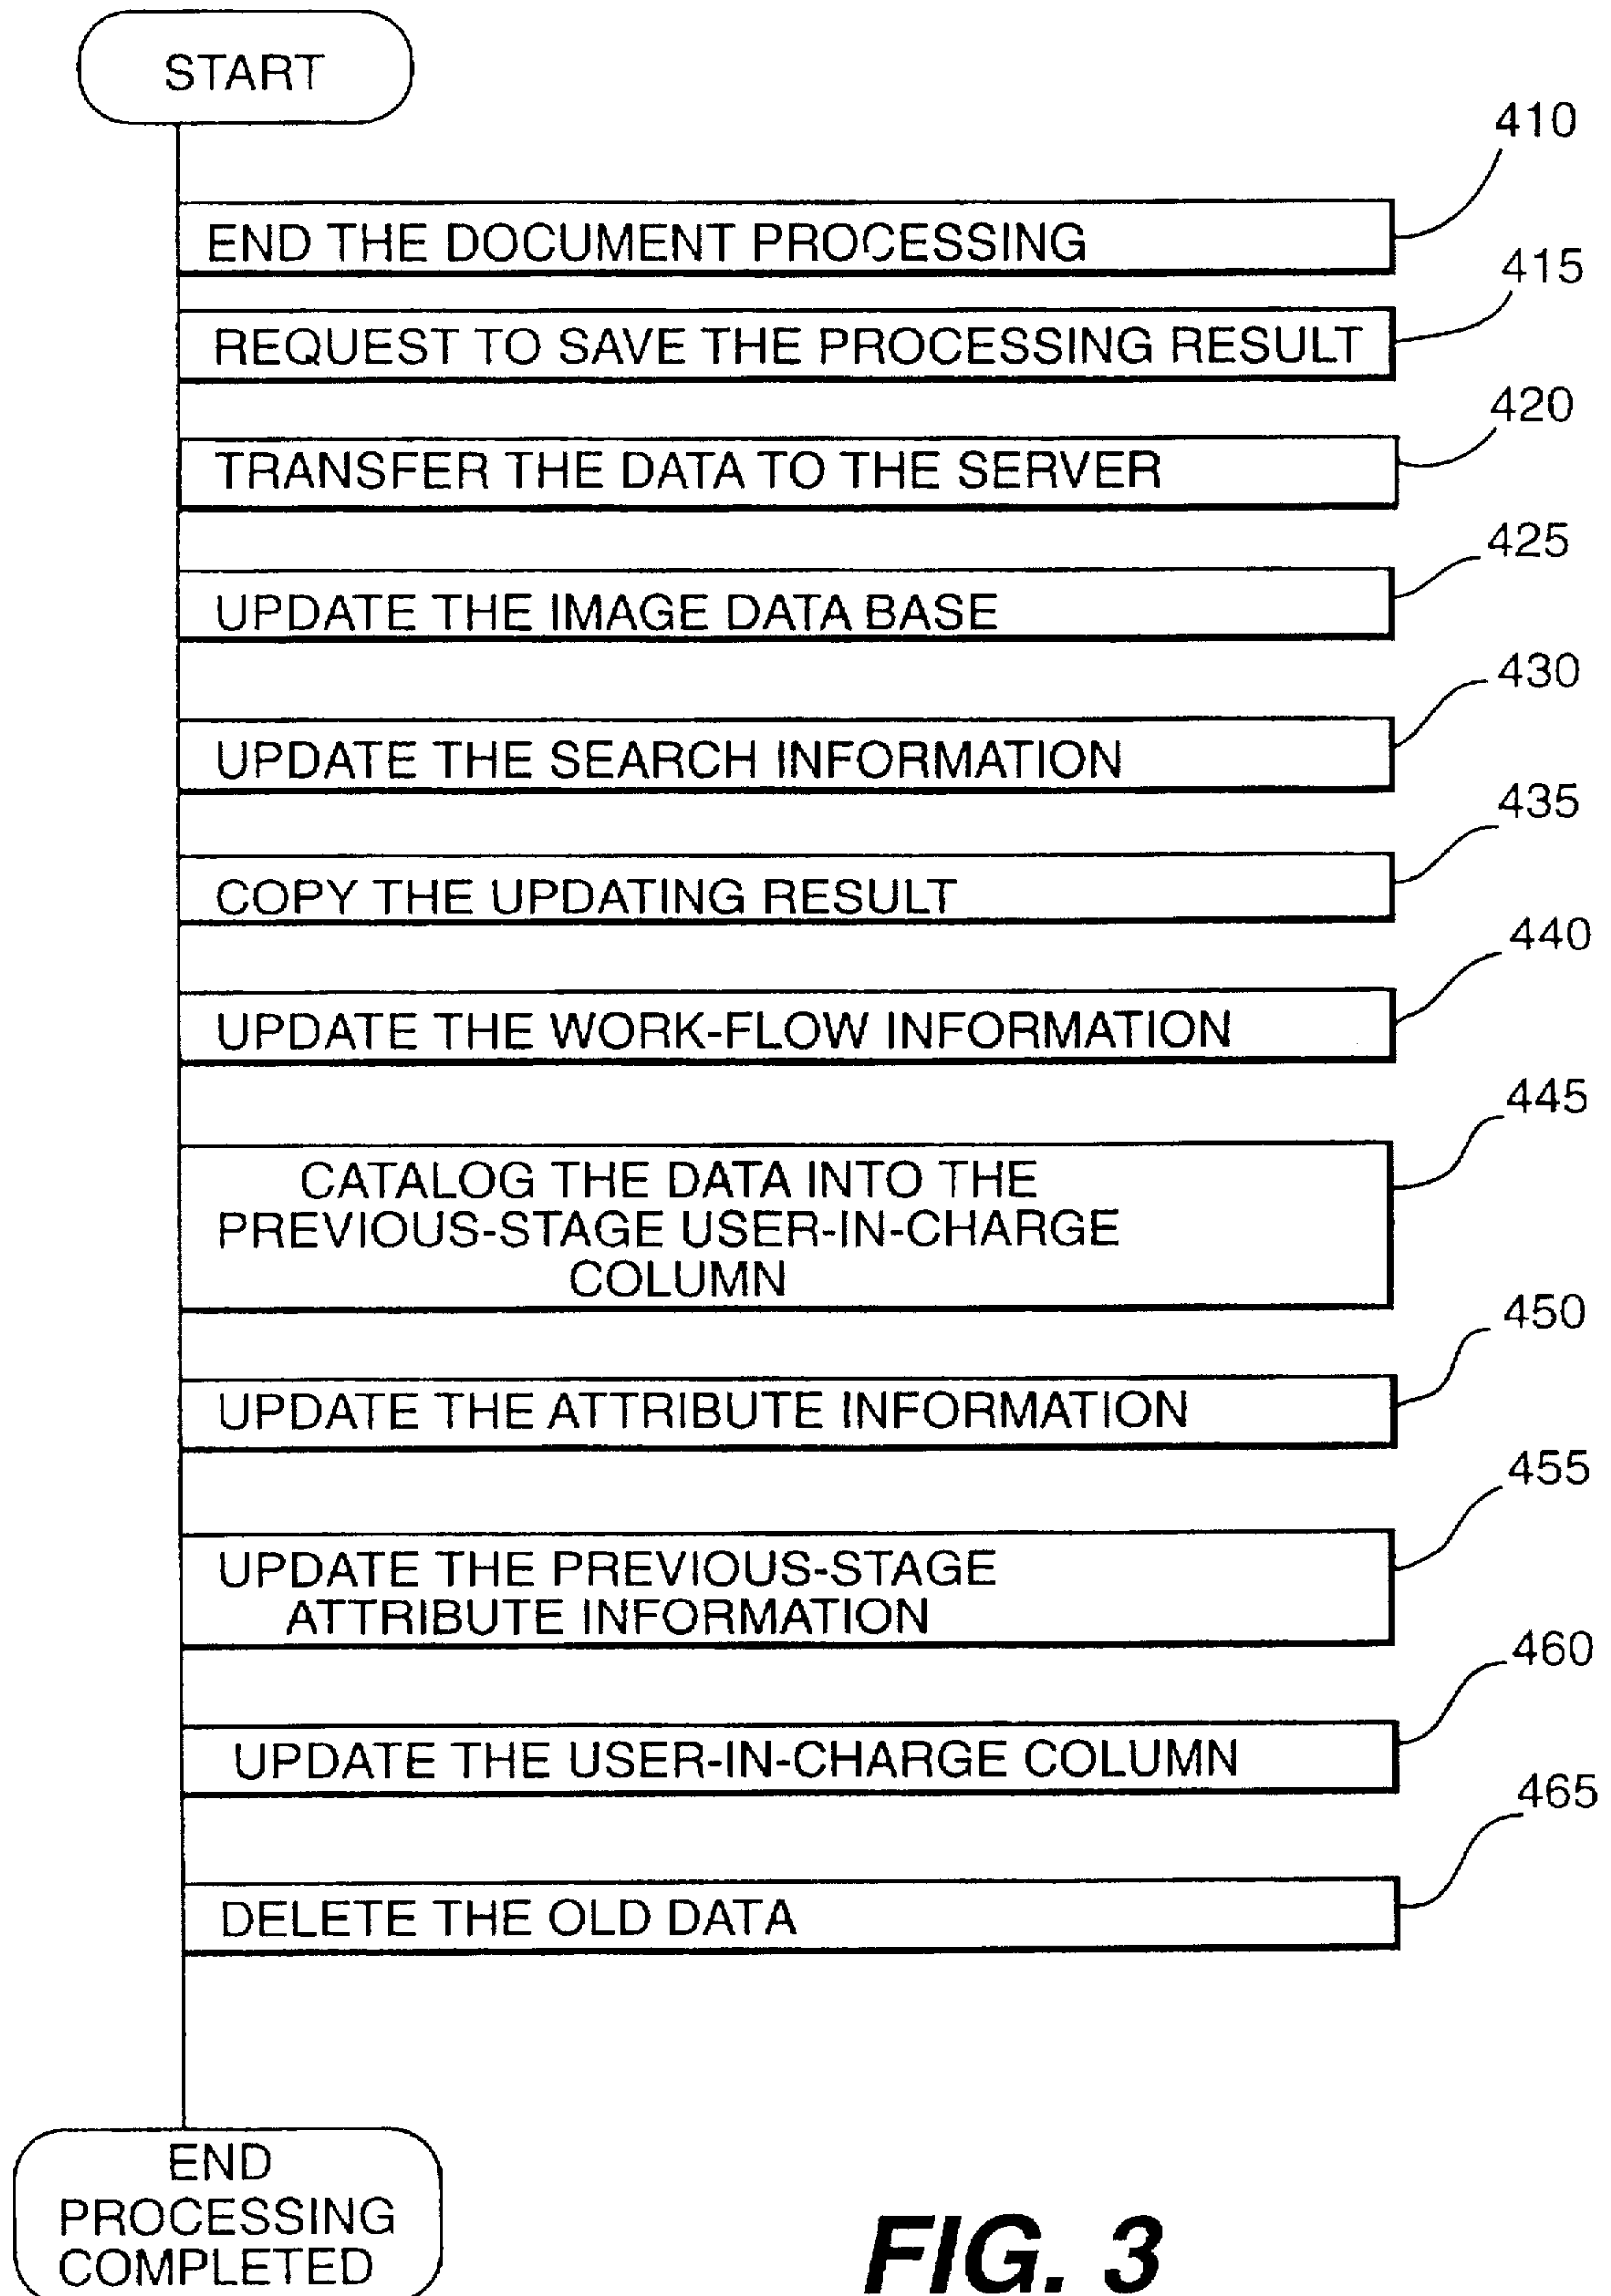 START
410
END THE DOCUMENT PROCESSING
415
REQUEST TO SAVE THE PROCESSING RESULT
420
TRANSFER THE DATA TO THE SERVER
425
UPDATE THE IMAGE DATA BASE
430
UPDATE THE SEARCH INFORMATION
435
COPY THE UPDATING RESULT
440
UPDATE THE WORK-FLOW INFORMATION
445
CATALOG THE DATA INTO THE
PREVIOUS-STAGE USER-IN-CHARGE
COLUMN
450
UPDATE THE ATTRIBUTE INFORMATION
455
UPDATE THE PREVIOUS-STAGE
ATTRIBUTE INFORMATION
460
UPDATE THE USER-IN-CHARGE COLUMN
465
DELETE THE OLD DATA
END
PROCESSING
COMPLETED
FIG. 3